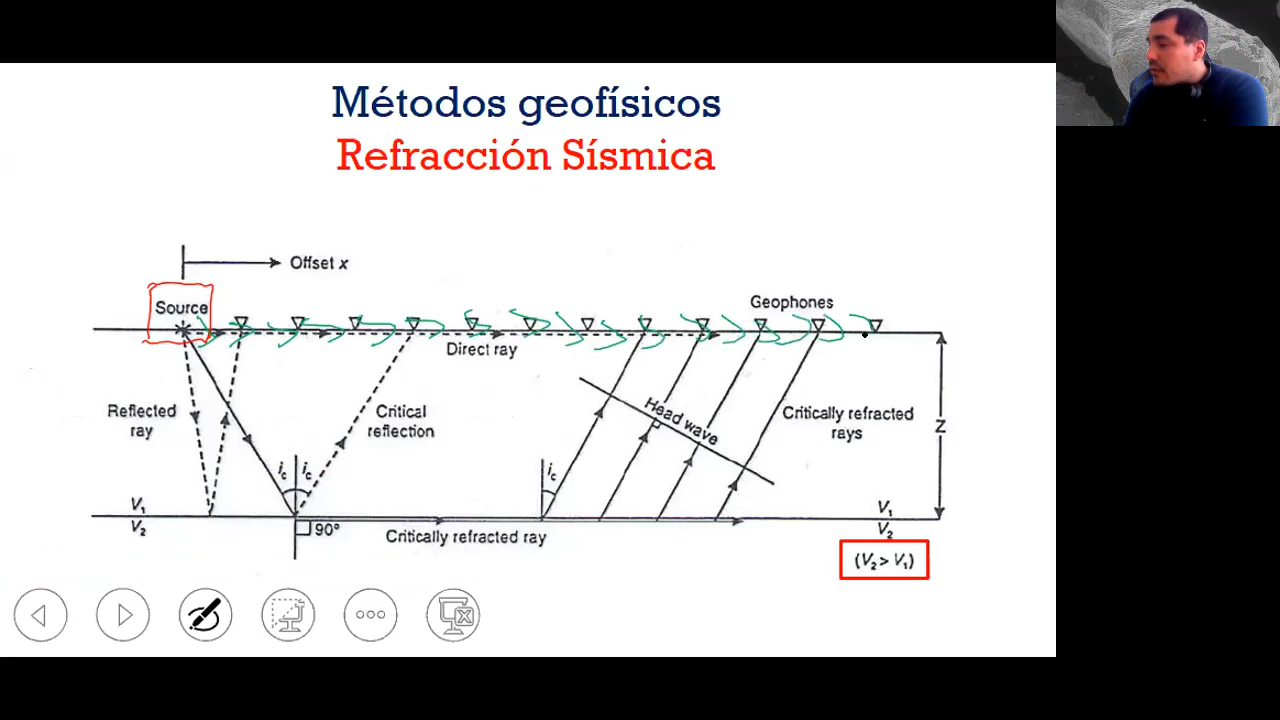 Métodos geofísicos
Refracción Sísmica
Offset x
Source
Geophones
Direct ray
Reflected
ray
Critical
reflection
Head wave
Critically refracted
rays
Z
i_c i_c
i_c
V₁
V₂
90°
Critically refracted ray
V₁
V₂
(V₂ > V₁)